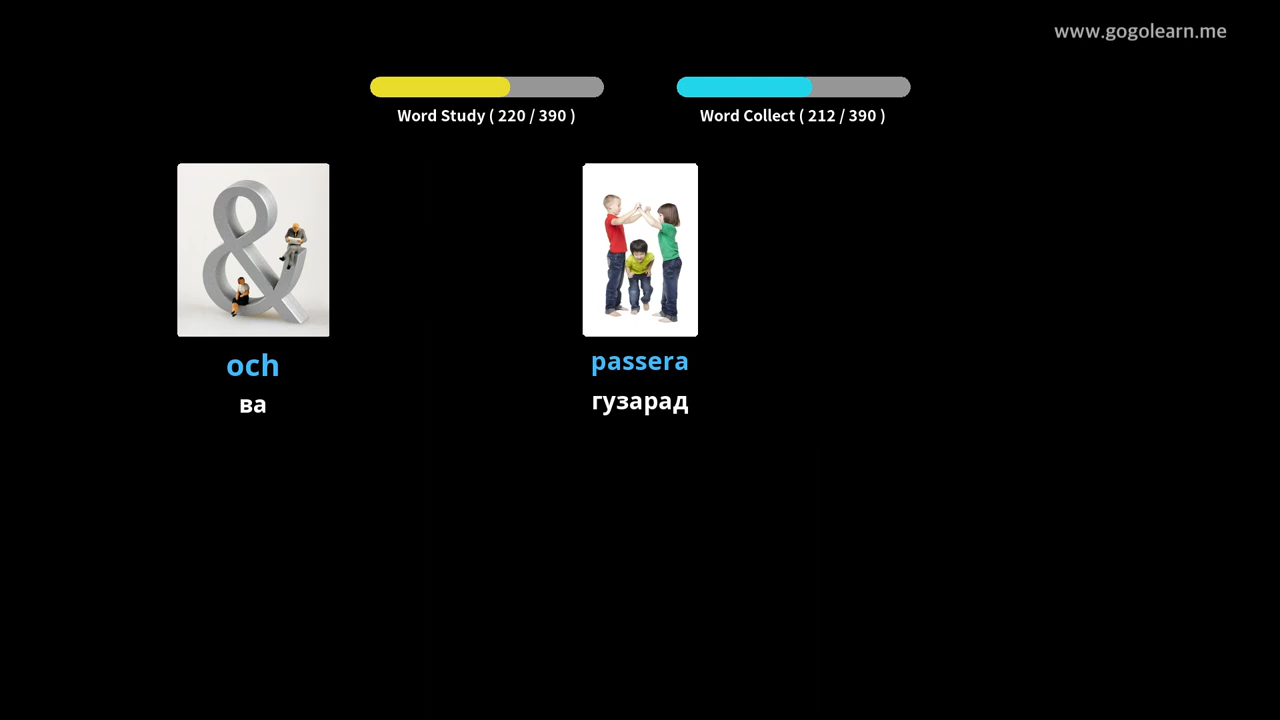 www.gogolearn.me
Word Study ( 220 / 390 )
Word Collect ( 212 / 390 )
&
och
ва
passera
гузарад